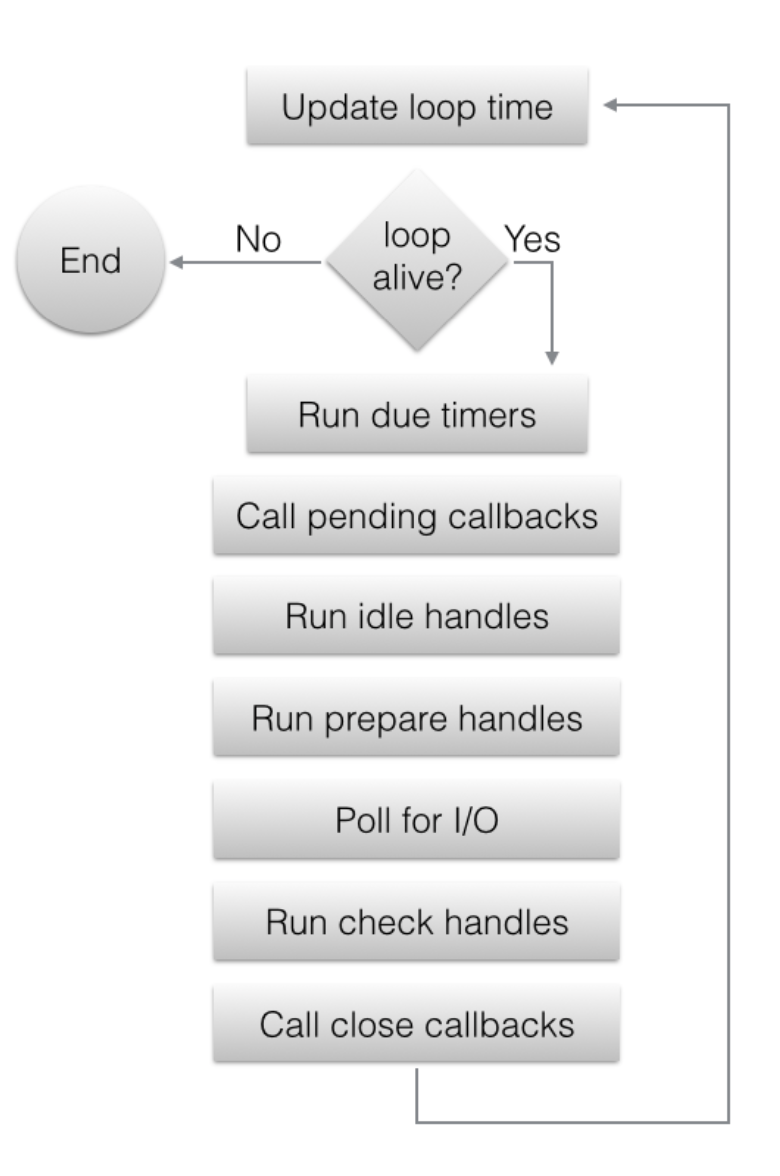 Update loop time
End
No
loop
alive?
Yes
Run due timers
Call pending callbacks
Run idle handles
Run prepare handles
Poll for I/O
Run check handles
Call close callbacks